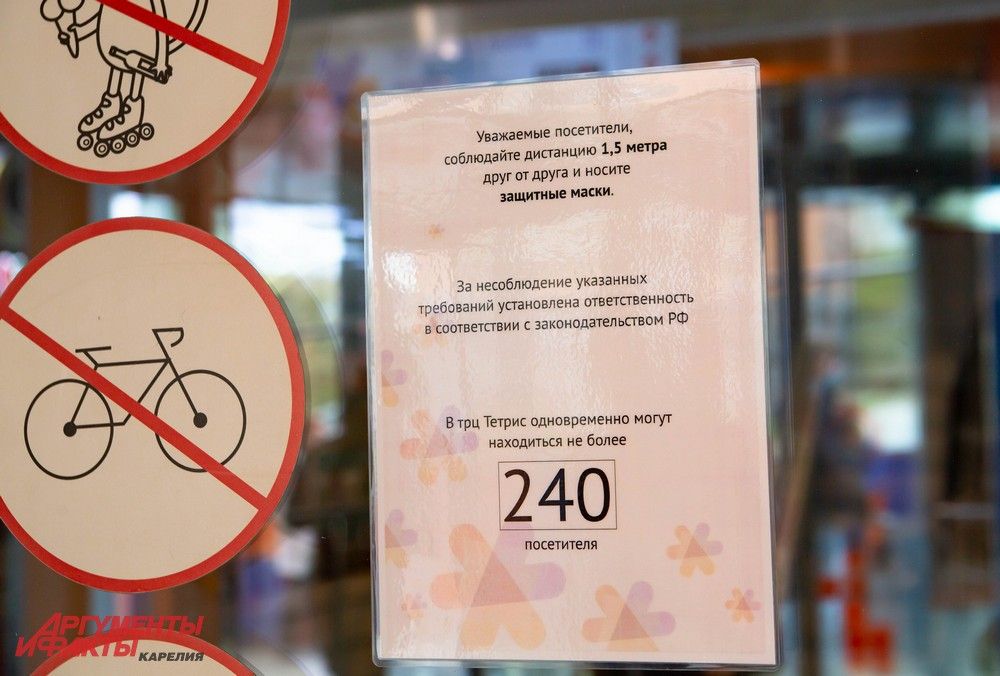 Уважаемые посетители,
соблюдайте дистанцию 1,5 метра
друг от друга и носите
защитные маски.
За несоблюдение указанных
требований установлена ответственность
в соответствии с законодательством РФ
В трц Тетрис одновременно могут
находиться не более
240
посетителя
АРГУМЕНТЫ
И ФАКТЫ
КАРЕЛИЯ